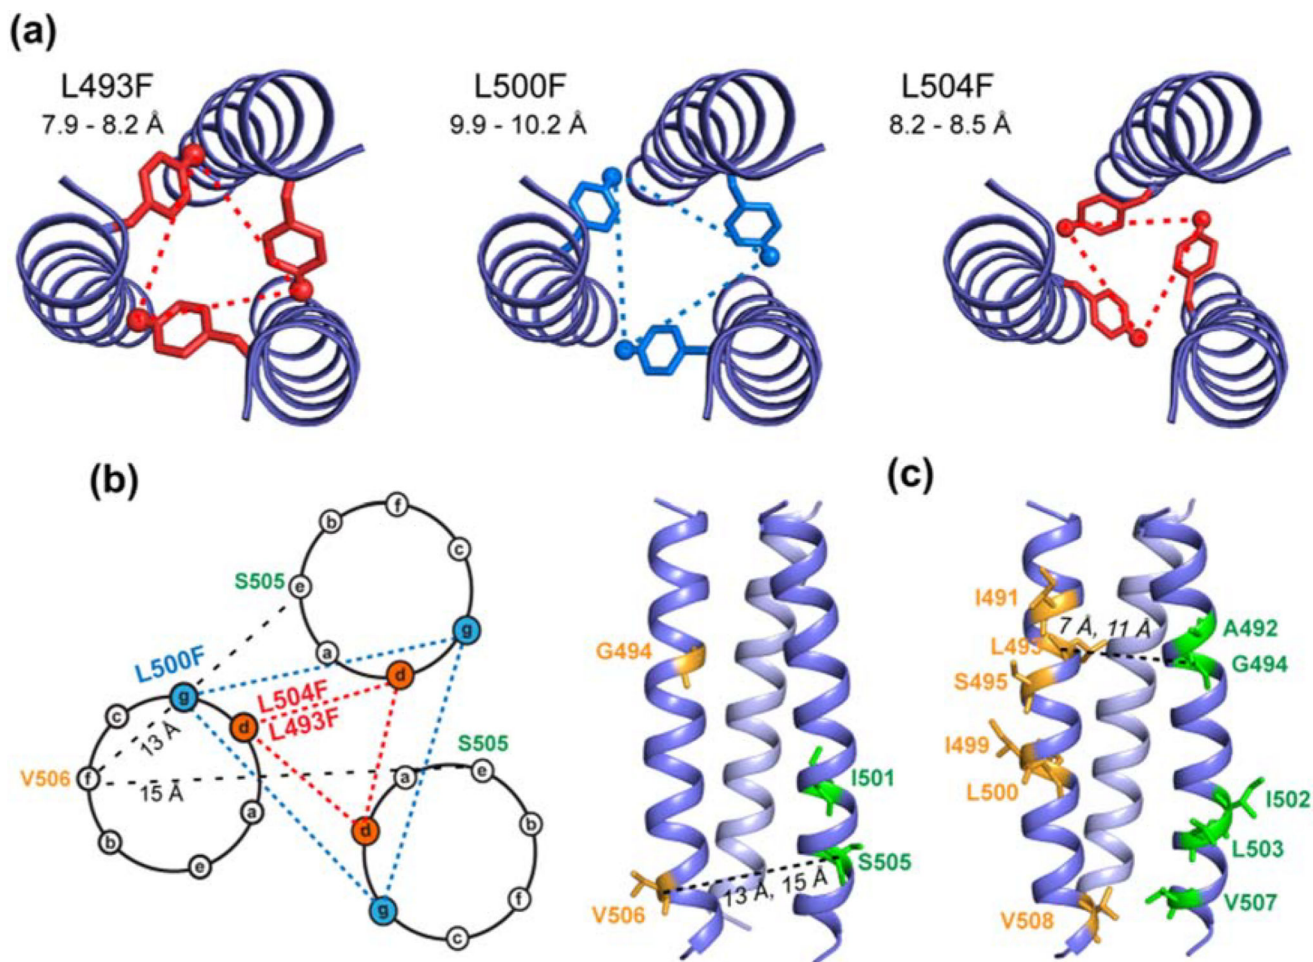 (a)
L493F
7.9 - 8.2 Å
L500F
9.9 - 10.2 Å
L504F
8.2 - 8.5 Å
(b)
(c)
f
b
c
S505
e
g
a
d
L500F
L504F
L493F
g
c
d
13 Å
V506
f
15 Å
a
b
e
S505
a
e
d
b
g
f
c
G494
I501
S505
13 Å, 15 Å
V506
I491
7 Å, 11 Å
A492
L493
G494
S495
I499
L500
I502
L503
V507
V508